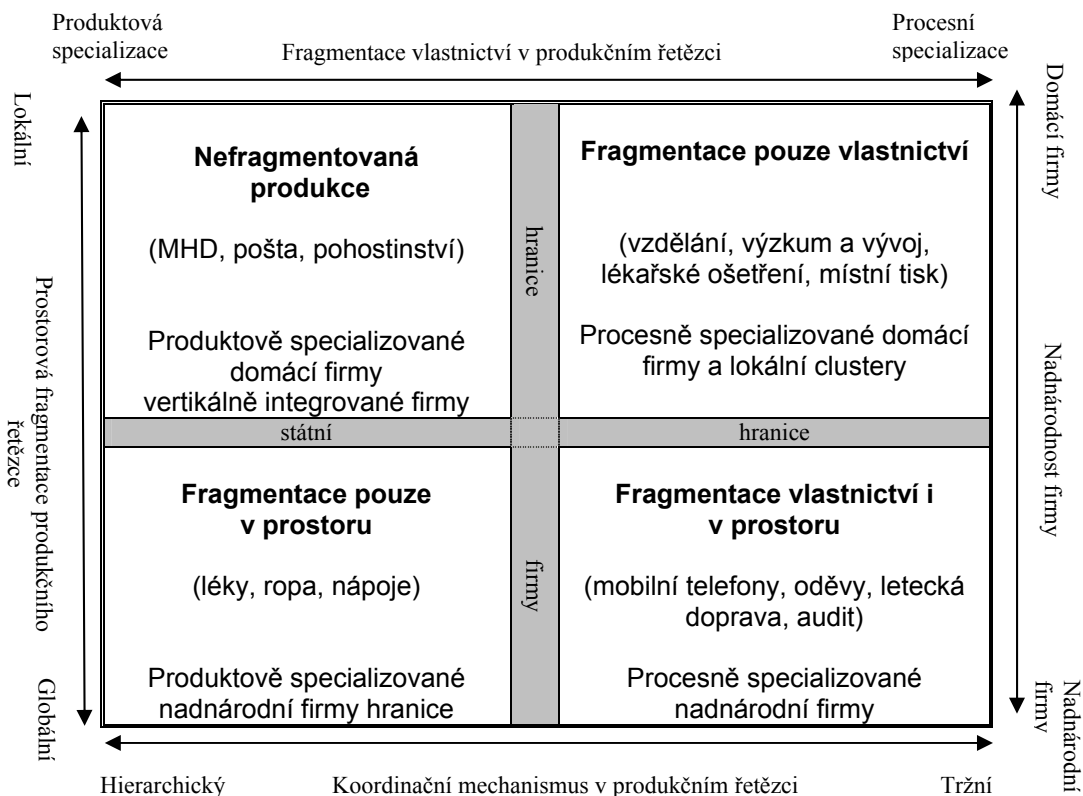 Produktová
specializace
Fragmentace vlastnictví v produkčním řetězci
Procesní
specializace
Lokální
Prostorová fragmentace produkčního
řetězce
Globální
Domácí firmy
Nadnárodnost firmy
Nadnárodní
firmy
Nefragmentovaná
produkce
(MHD, pošta, pohostinství)
Produktově specializované
domácí firmy
vertikálně integrované firmy
hranice
Fragmentace pouze vlastnictví
(vzdělání, výzkum a vývoj,
lékařské ošetření, místní tisk)
Procesně specializované domácí
firmy a lokální clustery
státní
hranice
Fragmentace pouze
v prostoru
(léky, ropa, nápoje)
Produktově specializované
nadnárodní firmy hranice
firmy
Fragmentace vlastnictví i
v prostoru
(mobilní telefony, oděvy, letecká
doprava, audit)
Procesně specializované
nadnárodní firmy
Hierarchický
Koordinační mechanismus v produkčním řetězci
Tržní